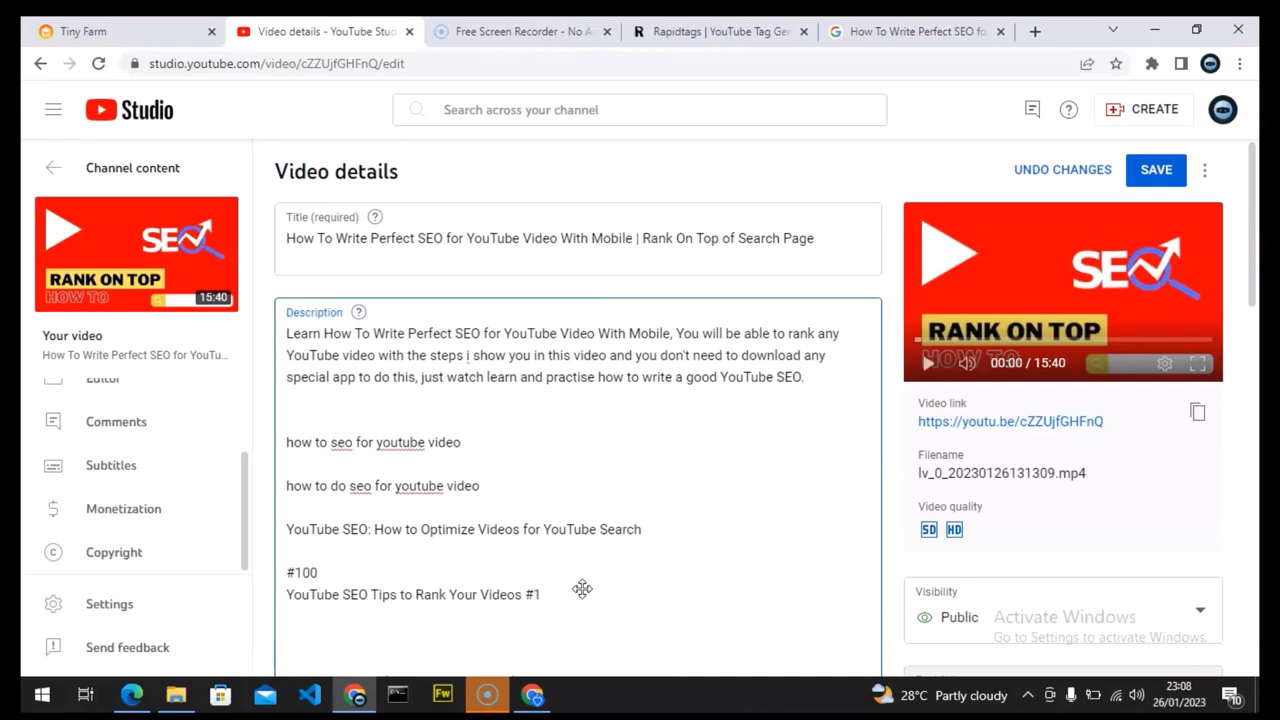 Tiny Farm
Video details - YouTube Stud
Free Screen Recorder - No A
Rapidtags | YouTube Tag Ger
How To Write Perfect SEO fo
studio.youtube.com/video/cZZUjfGHFnQ/edit
Studio
Search across your channel
CREATE
Channel content
Video details
UNDO CHANGES
SAVE
SEO
RANK ON TOP
HOW TO
15:40
Your video
How To Write Perfect SEO for YouTu...
Editor
Comments
Subtitles
Monetization
Copyright
Settings
Send feedback
Title (required)
How To Write Perfect SEO for YouTube Video With Mobile | Rank On Top of Search Page
Description
Learn How To Write Perfect SEO for YouTube Video With Mobile, You will be able to rank any
YouTube video with the steps i show you in this video and you don't need to download any
special app to do this, just watch learn and practise how to write a good YouTube SEO.
how to seo for youtube video
how to do seo for youtube video
YouTube SEO: How to Optimize Videos for YouTube Search
#100
YouTube SEO Tips to Rank Your Videos #1
SEO
RANK ON TOP
HOW TO
00:00 / 15:40
Video link
https://youtu.be/cZZUjfGHFnQ
Filename
lv_0_20230126131309.mp4
Video quality
SD HD
Visibility
Public
Activate Windows
Go to Settings to activate Windows.
Fw
28°C Partly cloudy
23:08
26/01/2023
10